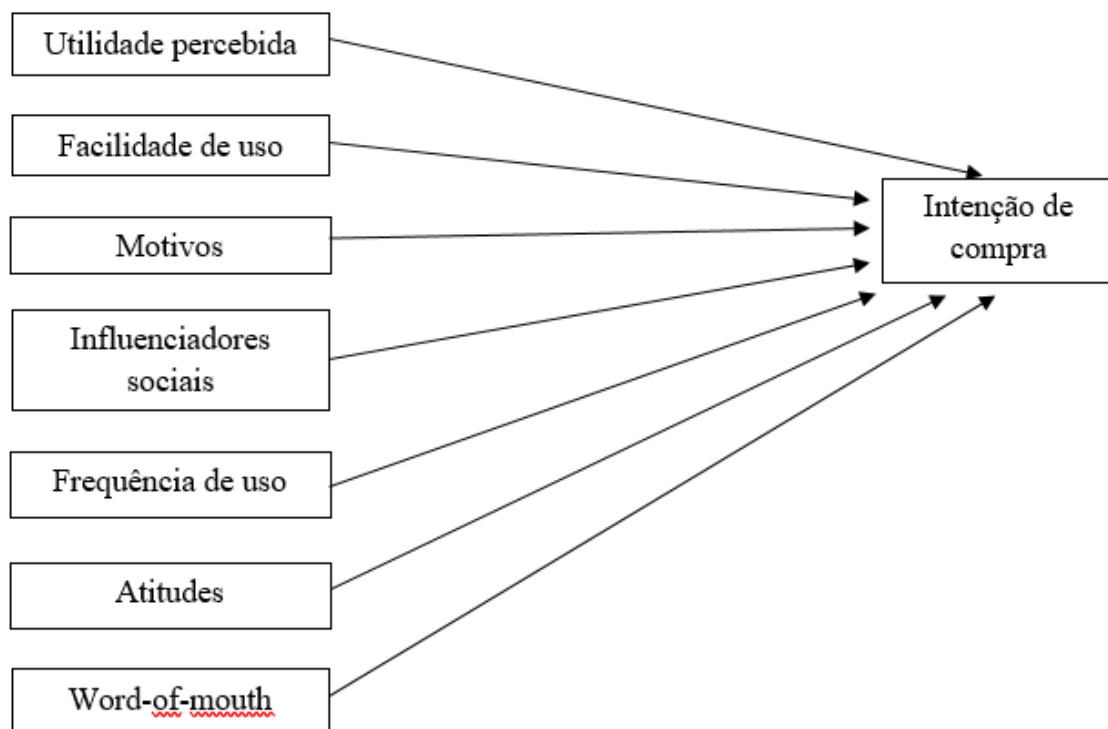 Utilidade percebida
Facilidade de uso
Motivos
Influenciadores
sociais
Frequência de uso
Atitudes
Word-of-mouth
Intenção de
compra